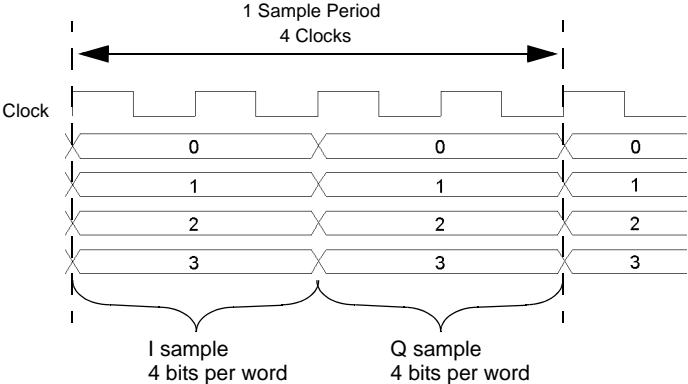 1 Sample Period
4 Clocks
Clock
0 0 0
1 1 1
2 2 2
3 3 3
I sample Q sample
4 bits per word 4 bits per word